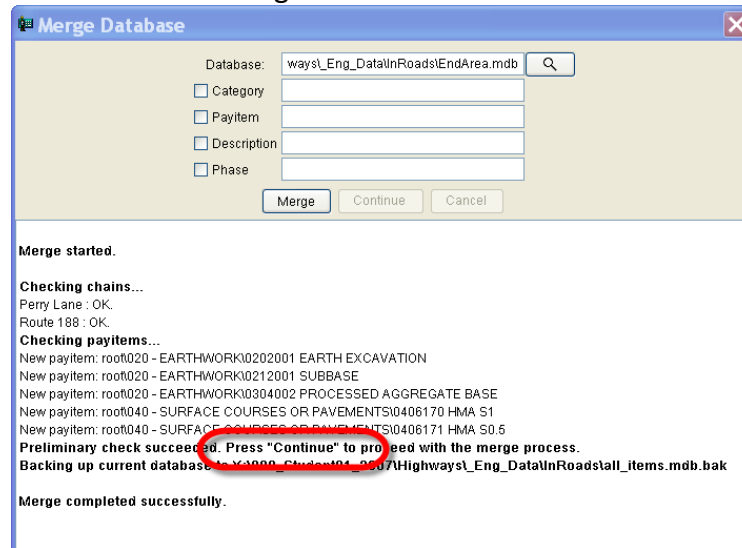 Merge Database
Database: ways\_Eng_Data\InRoads\EndArea.mdb
Category
Payitem
Description
Phase
Merge Continue Cancel
Merge started.
Checking chains...
Perry Lane : OK.
Route 188 : OK.
Checking payitems...
New payitem: root\020 - EARTHWORK\0202001 EARTH EXCAVATION
New payitem: root\020 - EARTHWORK\0212001 SUBBASE
New payitem: root\020 - EARTHWORK\0304002 PROCESSED AGGREGATE BASE
New payitem: root\040 - SURFACE COURSES OR PAVEMENTS\0406170 HMA S1
New payitem: root\040 - SURFACE COURSES OR PAVEMENTS\0406171 HMA S0.5
Preliminary check succeeded. Press "Continue" to proceed with the merge process.
Backing up current database to Student01_2007\Highways\_Eng_Data\InRoads\all_items.mdb.bak
Merge completed successfully.